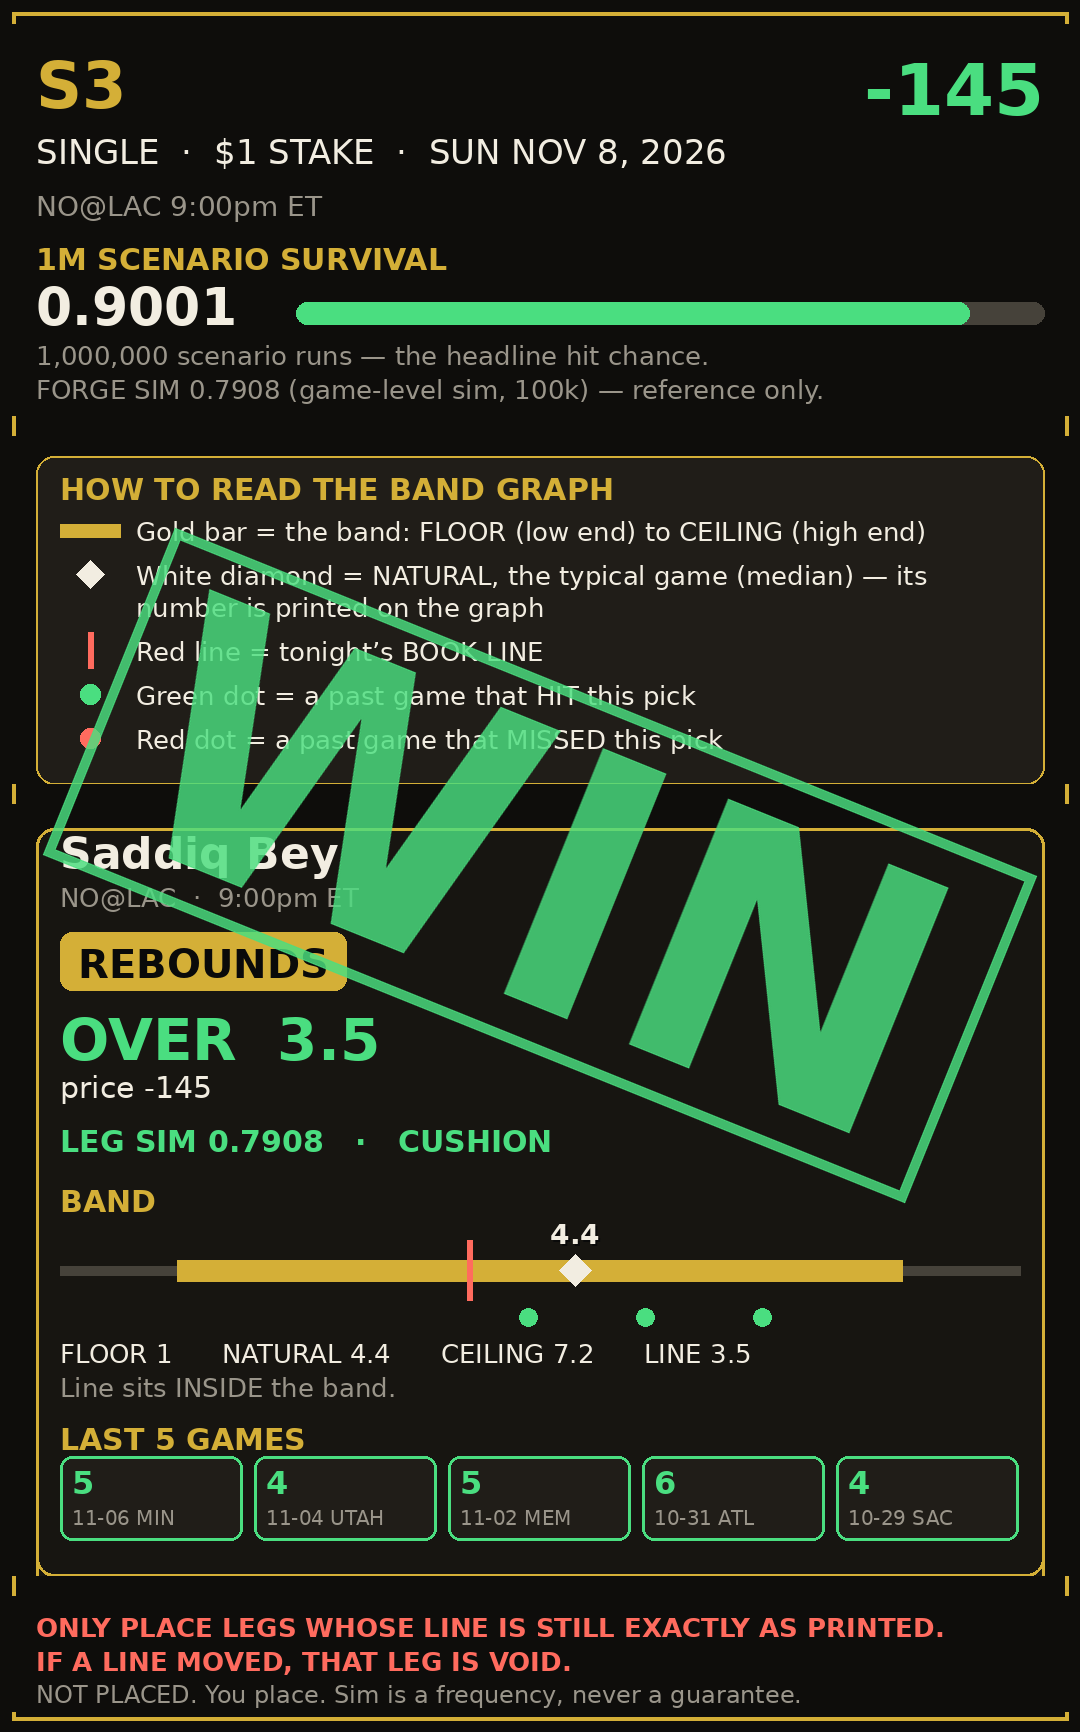 S3
-145
SINGLE · $1 STAKE · SUN NOV 8, 2026
NO@LAC 9:00pm ET
1M SCENARIO SURVIVAL
0.9001
1,000,000 scenario runs — the headline hit chance.
FORGE SIM 0.7908 (game-level sim, 100k) — reference only.
HOW TO READ THE BAND GRAPH
Gold bar = the band: FLOOR (low end) to CEILING (high end)
White diamond = NATURAL, the typical game (median) — its
number is printed on the graph
Red line = tonight’s BOOK LINE
Green dot = a past game that HIT this pick
Red dot = a past game that MISSED this pick
WIN
Saddiq Bey
NO@LAC · 9:00pm ET
REBOUNDS
OVER 3.5
price -145
LEG SIM 0.7908 · CUSHION
BAND
4.4
FLOOR 1 NATURAL 4.4 CEILING 7.2 LINE 3.5
Line sits INSIDE the band.
LAST 5 GAMES
5 4 5 6 4
11-06 MIN 11-04 UTAH 11-02 MEM 10-31 ATL 10-29 SAC
ONLY PLACE LEGS WHOSE LINE IS STILL EXACTLY AS PRINTED.
IF A LINE MOVED, THAT LEG IS VOID.
NOT PLACED. You place. Sim is a frequency, never a guarantee.